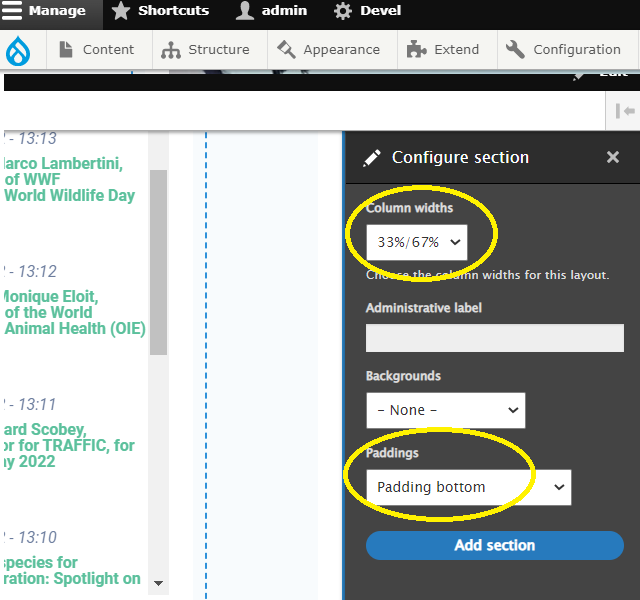 Manage
Shortcuts
admin
Devel
Content
Structure
Appearance
Extend
Configuration
Edit
- 13:13
Marco Lambertini,
of WWF
World Wildlife Day
- 13:12
Monique Eloit,
of the World
Animal Health (OIE)
- 13:11
ard Scobey,
or for TRAFFIC, for
ay 2022
- 13:10
species for
ration: Spotlight on
Configure section
Column widths
33%/67%
Choose the column widths for this layout.
Administrative label
Backgrounds
- None -
Paddings
Padding bottom
Add section